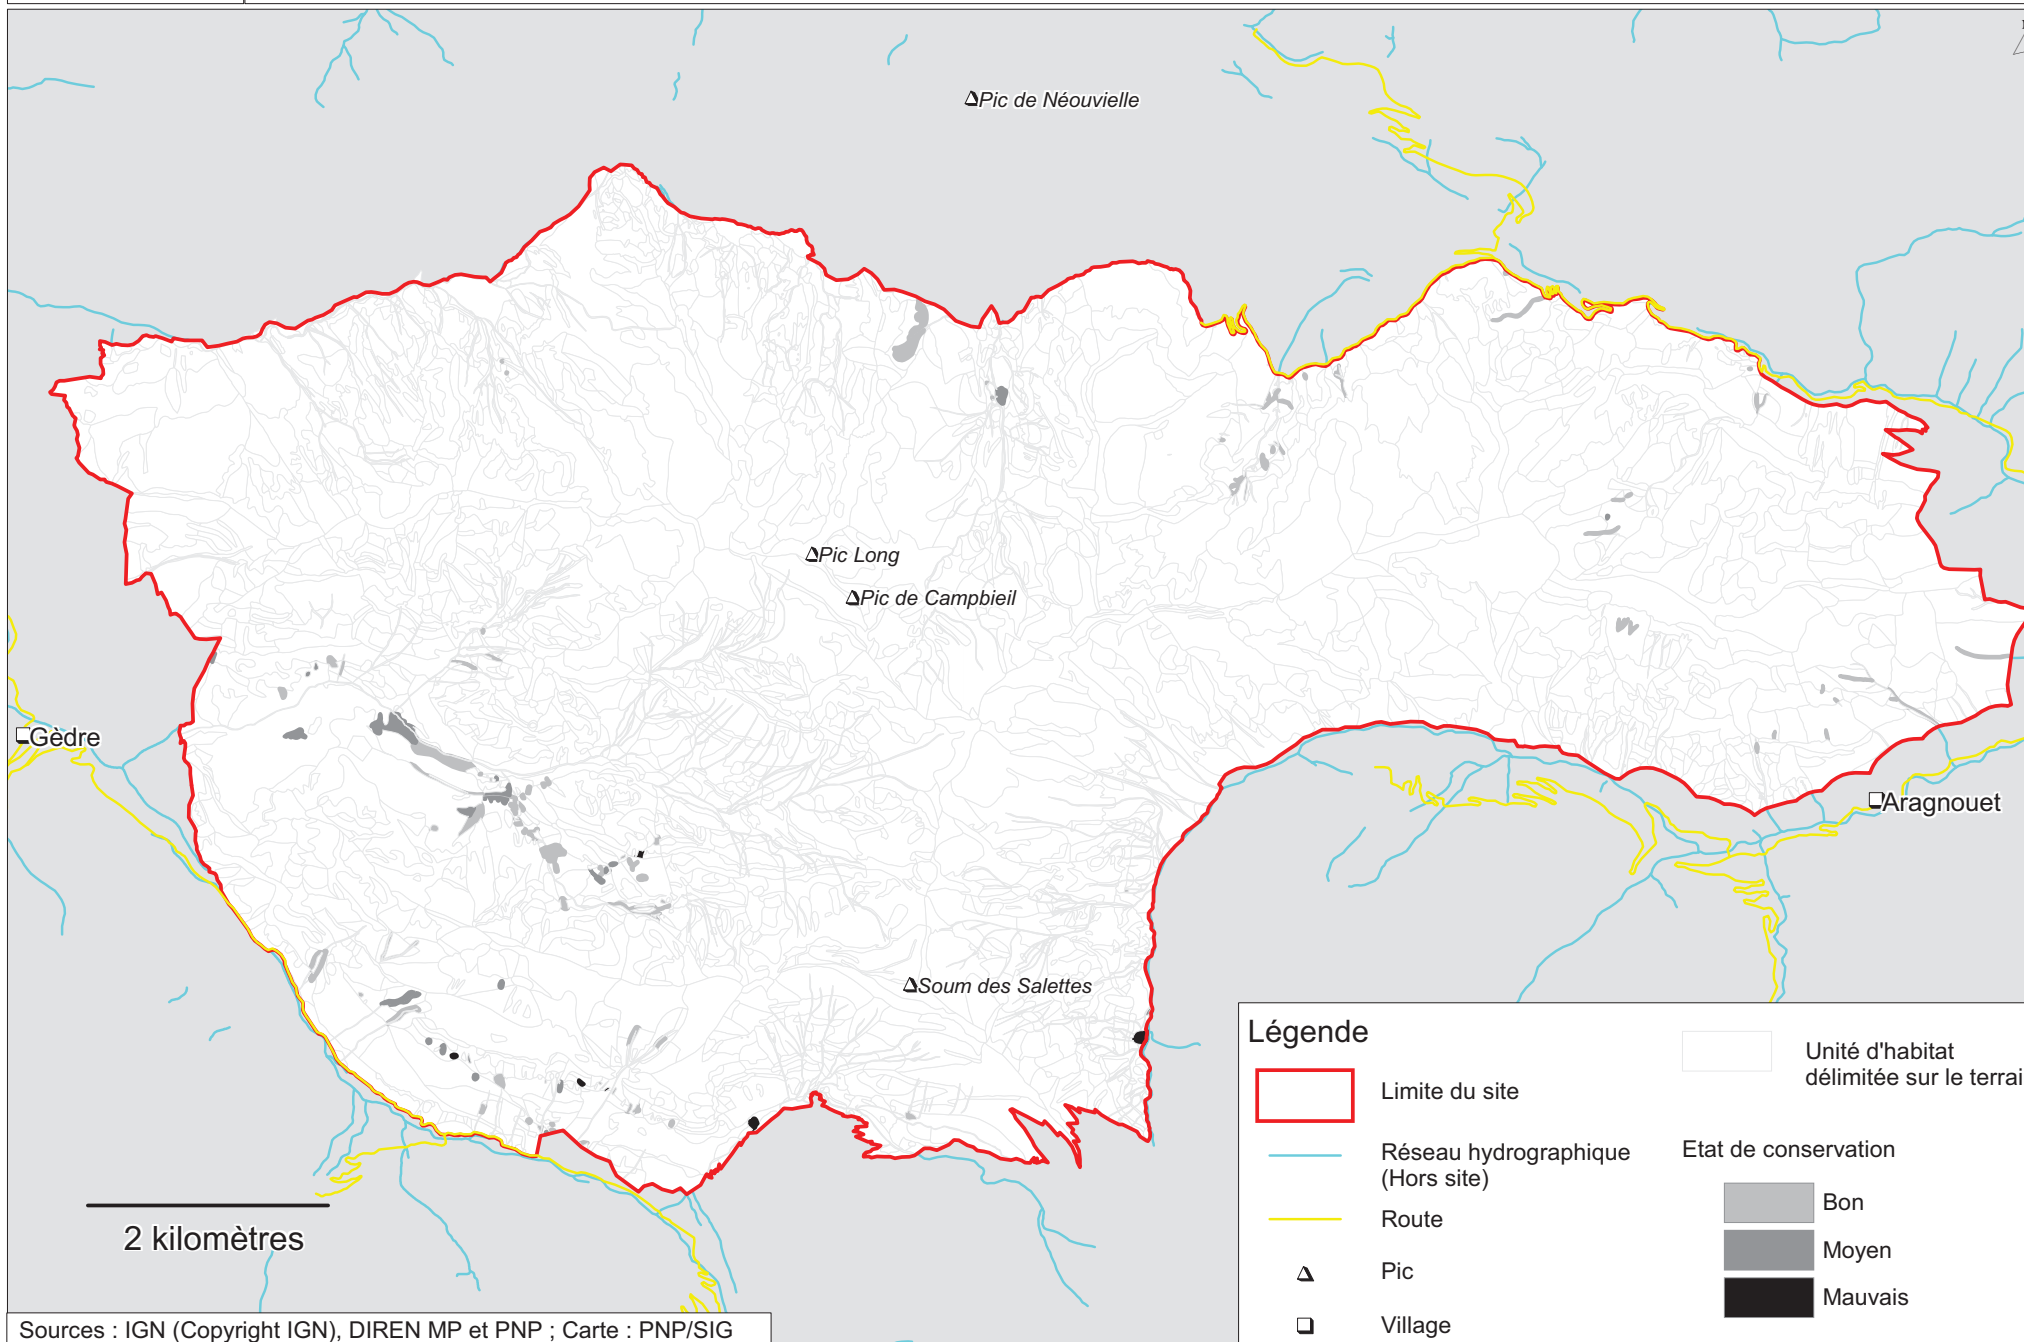 Pic de Néouvielle
Pic Long
Pic de Campbieil
Gèdre
Aragnouet
Soum des Salettes
2 kilomètres
Légende
Limite du site
Réseau hydrographique
(Hors site)
Route
Pic
Village
Unité d'habitat
délimitée sur le terrai
Etat de conservation
Bon
Moyen
Mauvais
Sources : IGN (Copyright IGN), DIREN MP et PNP ; Carte : PNP/SIG